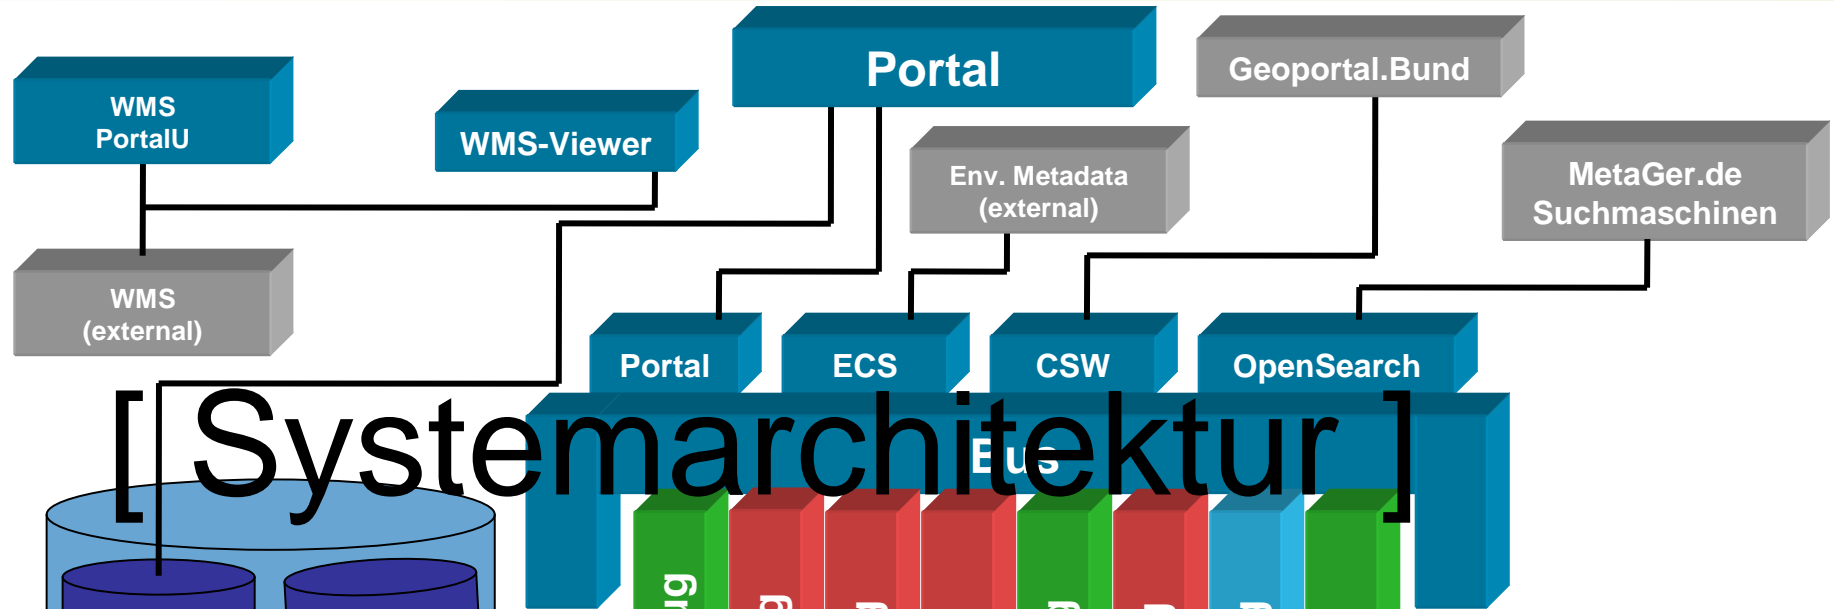 Portal
Geoportal.Bund
WMS
PortalU
WMS-Viewer
Env. Metadata
(external)
MetaGer.de
Suchmaschinen
WMS
(external)
Portal
ECS
CSW
OpenSearch
[ Systemarchitektur ]
Bus